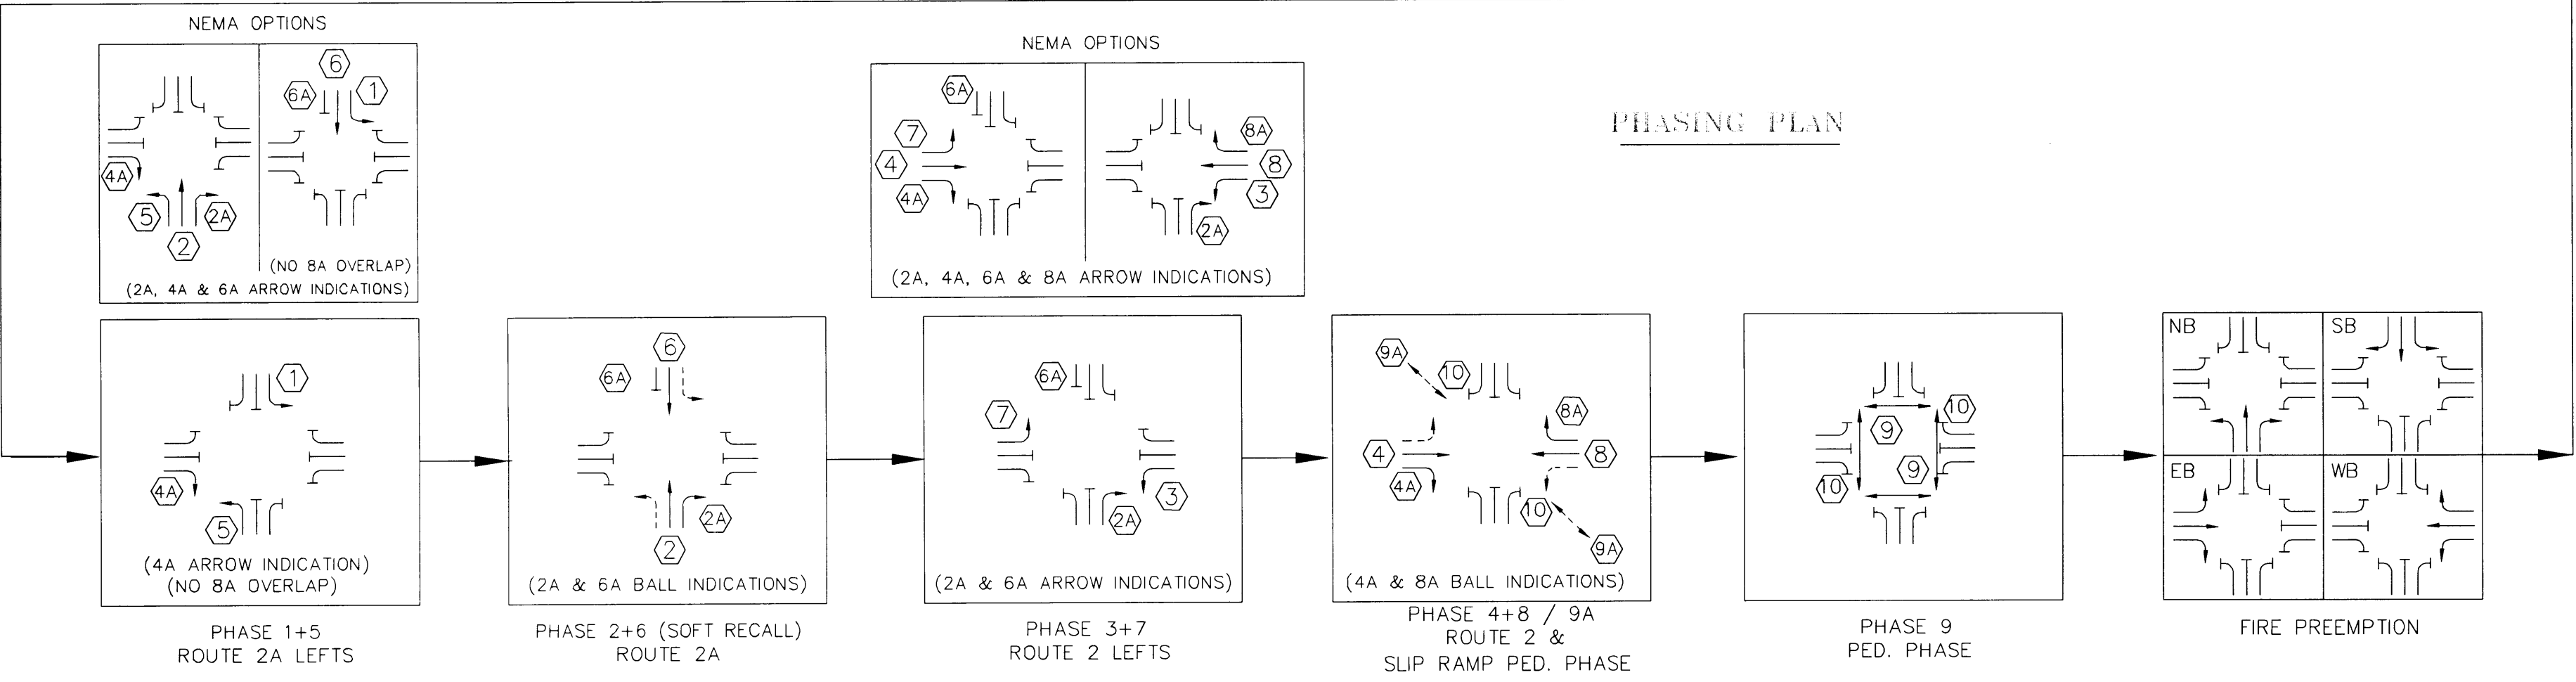 NEMA OPTIONS
6
6A
1
4A
5
2A
2
(NO 8A OVERLAP)
(2A, 4A & 6A ARROW INDICATIONS)
NEMA OPTIONS
6A
7
8A
4
8
4A
3
2A
(2A, 4A, 6A & 8A ARROW INDICATIONS)
PHASING PLAN
1
4A
5
(4A ARROW INDICATION)
(NO 8A OVERLAP)
PHASE 1+5
ROUTE 2A LEFTS
6
6A
2A
2
(2A & 6A BALL INDICATIONS)
PHASE 2+6 (SOFT RECALL)
ROUTE 2A
6A
7
3
2A
(2A & 6A ARROW INDICATIONS)
PHASE 3+7
ROUTE 2 LEFTS
9A
10
8A
4
8
4A
10
9A
(4A & 8A BALL INDICATIONS)
PHASE 4+8 / 9A
ROUTE 2 &
SLIP RAMP PED. PHASE
10
9
9
10
PHASE 9
PED. PHASE
NB
SB
EB
WB
FIRE PREEMPTION